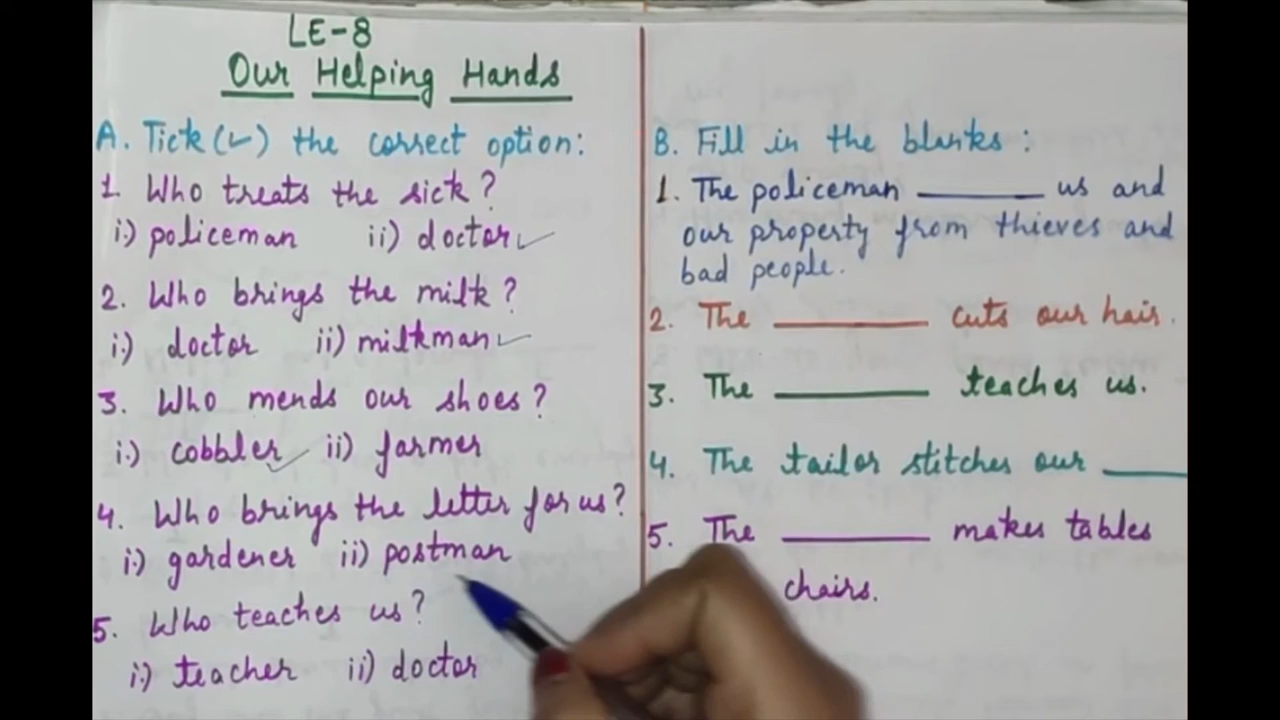 LE-8
Our Helping Hands
A. Tick (✓) the correct option:
1. Who treats the sick?
i.) policeman ii) doctor ✓
2. Who brings the milk?
i.) doctor ii) milkman ✓
3. Who mends our shoes?
i.) cobbler ✓ ii) farmer
4. Who brings the letter for us?
i.) gardener ii) postman
5. Who teaches us?
i.) teacher ii) doctor
B. Fill in the blanks:
1. The policeman ______ us and
our property from thieves and
bad people.
2. The ______ cuts our hair.
3. The ______ teaches us.
4. The tailor stitches our ______
5. The ______ makes tables
chairs.